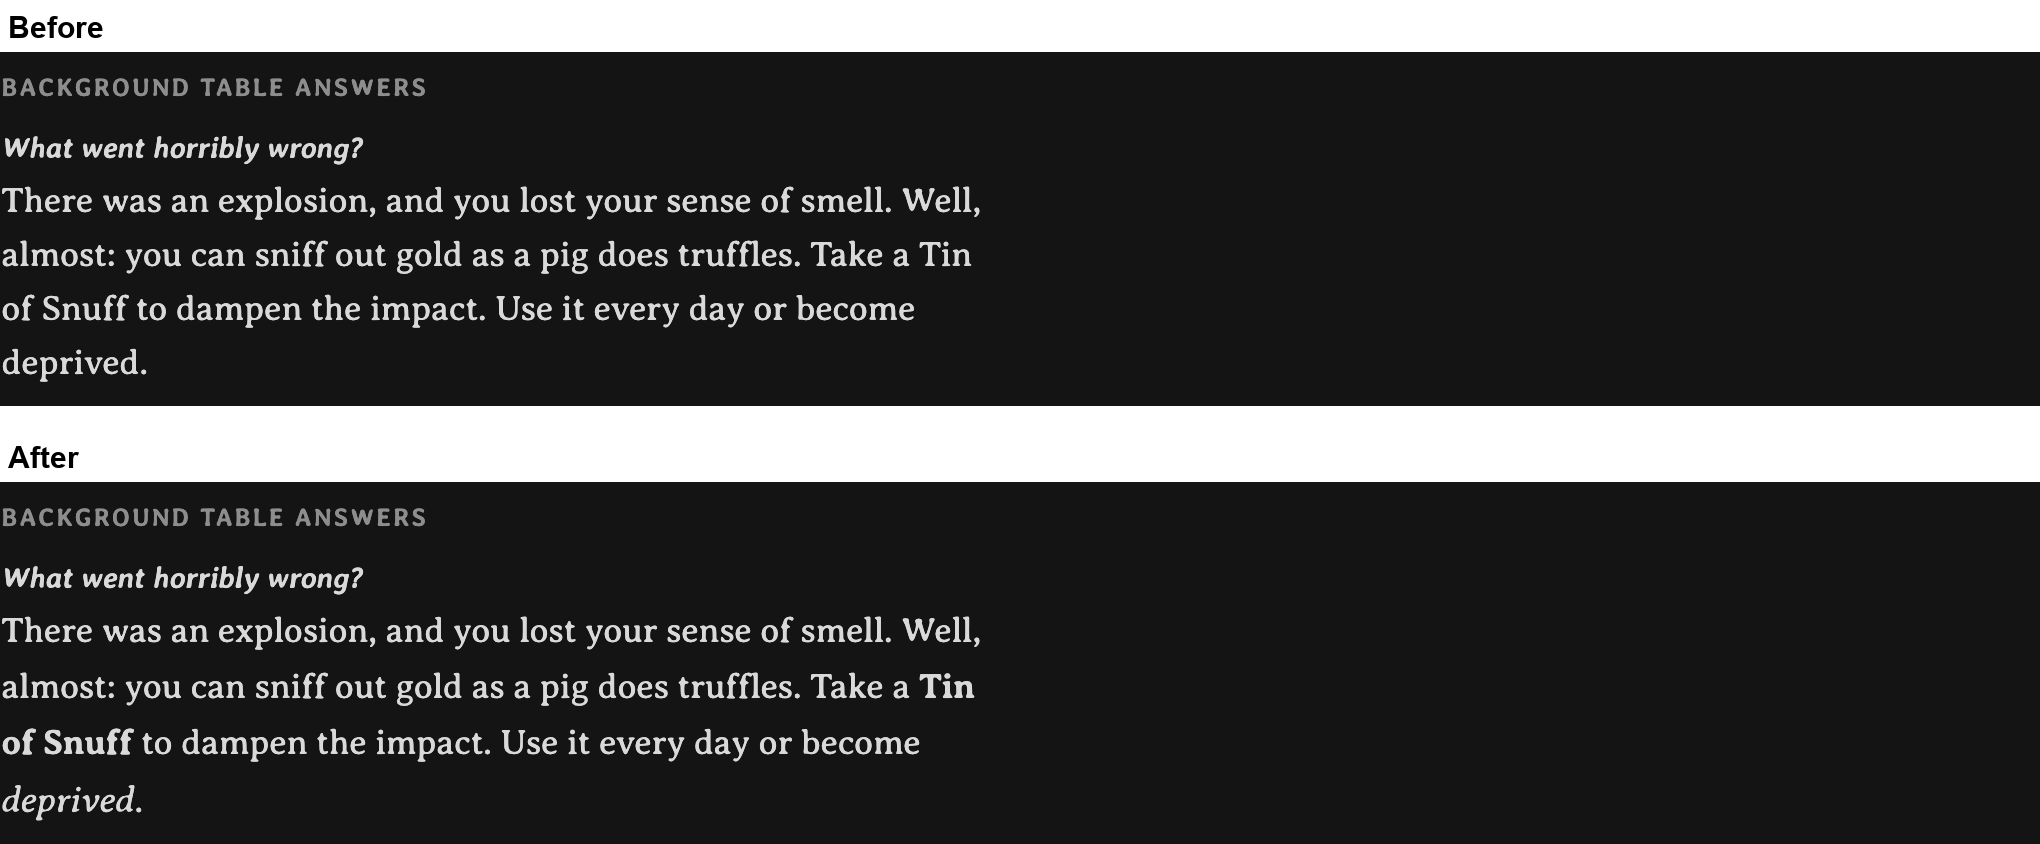 Before
BACKGROUND TABLE ANSWERS
What went horribly wrong?
There was an explosion, and you lost your sense of smell. Well,
almost: you can sniff out gold as a pig does truffles. Take a Tin
of Snuff to dampen the impact. Use it every day or become
deprived.
After
BACKGROUND TABLE ANSWERS
What went horribly wrong?
There was an explosion, and you lost your sense of smell. Well,
almost: you can sniff out gold as a pig does truffles. Take a Tin
of Snuff to dampen the impact. Use it every day or become
deprived.